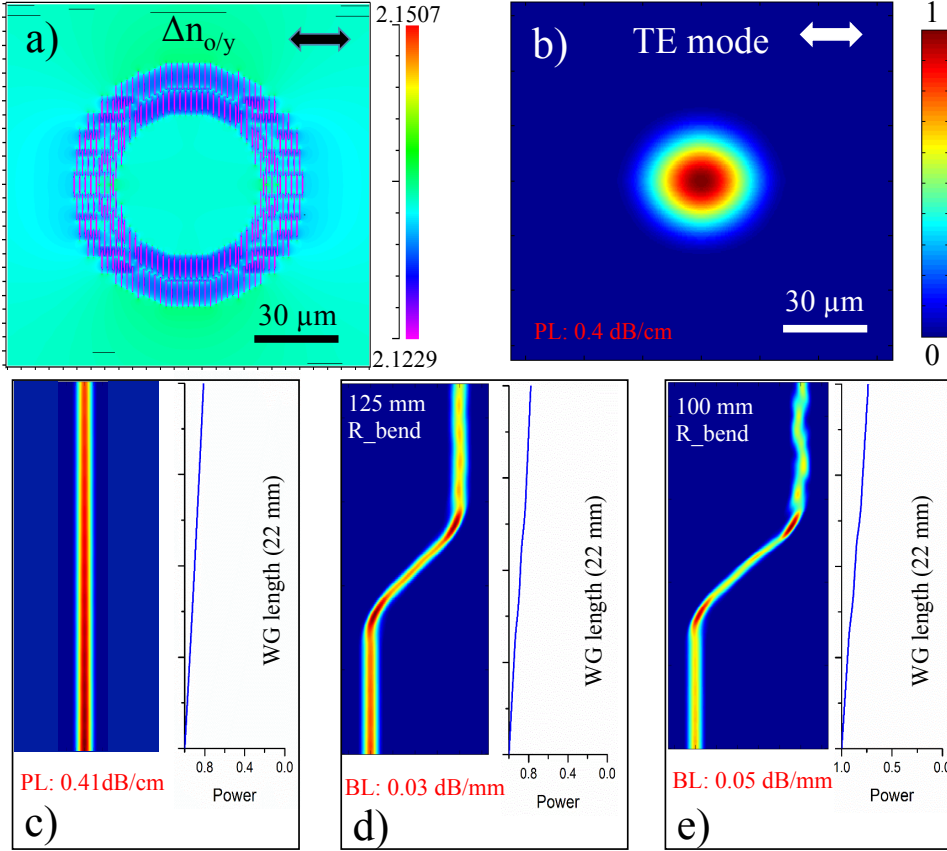 a)
Δn₀/y
2.1507
2.1229
30 µm
b)
TE mode
30 µm
PL: 0.4 dB/cm
1
0
WG length (22 mm)
0.8 0.4 0.0
PL: 0.41dB/cm
Power
c)
125 mm
R_bend
WG length (22 mm)
0.8 0.4 0.0
BL: 0.03 dB/mm
Power
d)
100 mm
R_bend
WG length (22 mm)
1.0 0.5 0.0
BL: 0.05 dB/mm
Power
e)